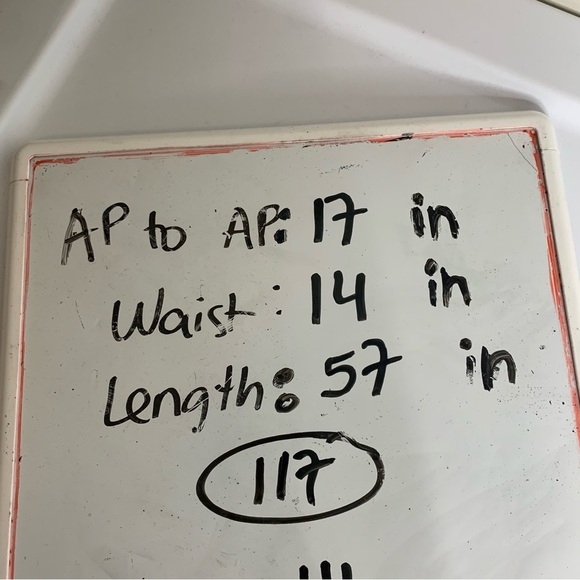 AP to AP: 17 in
Waist: 14 in
Length: 57 in
117